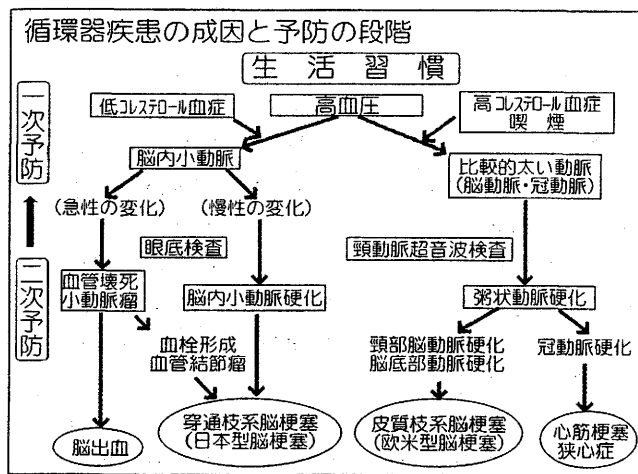 循環器疾患の成因と予防の段階
生活習慣
低コレステロール血症
高血圧
高コレステロール血症
喫煙
一次予防
脳内小動脈
比較的太い動脈
(脳動脈・冠動脈)
(急性の変化)
(慢性の変化)
眼底検査
頸動脈超音波検査
二次予防
血管壊死
小動脈瘤
脳内小動脈硬化
粥状動脈硬化
血栓形成
血管結節瘤
頸部脳動脈硬化
脳底部動脈硬化
冠動脈硬化
脳出血
穿通枝系脳梗塞
(日本型脳梗塞)
皮質枝系脳梗塞
(欧米型脳梗塞)
心筋梗塞
狭心症